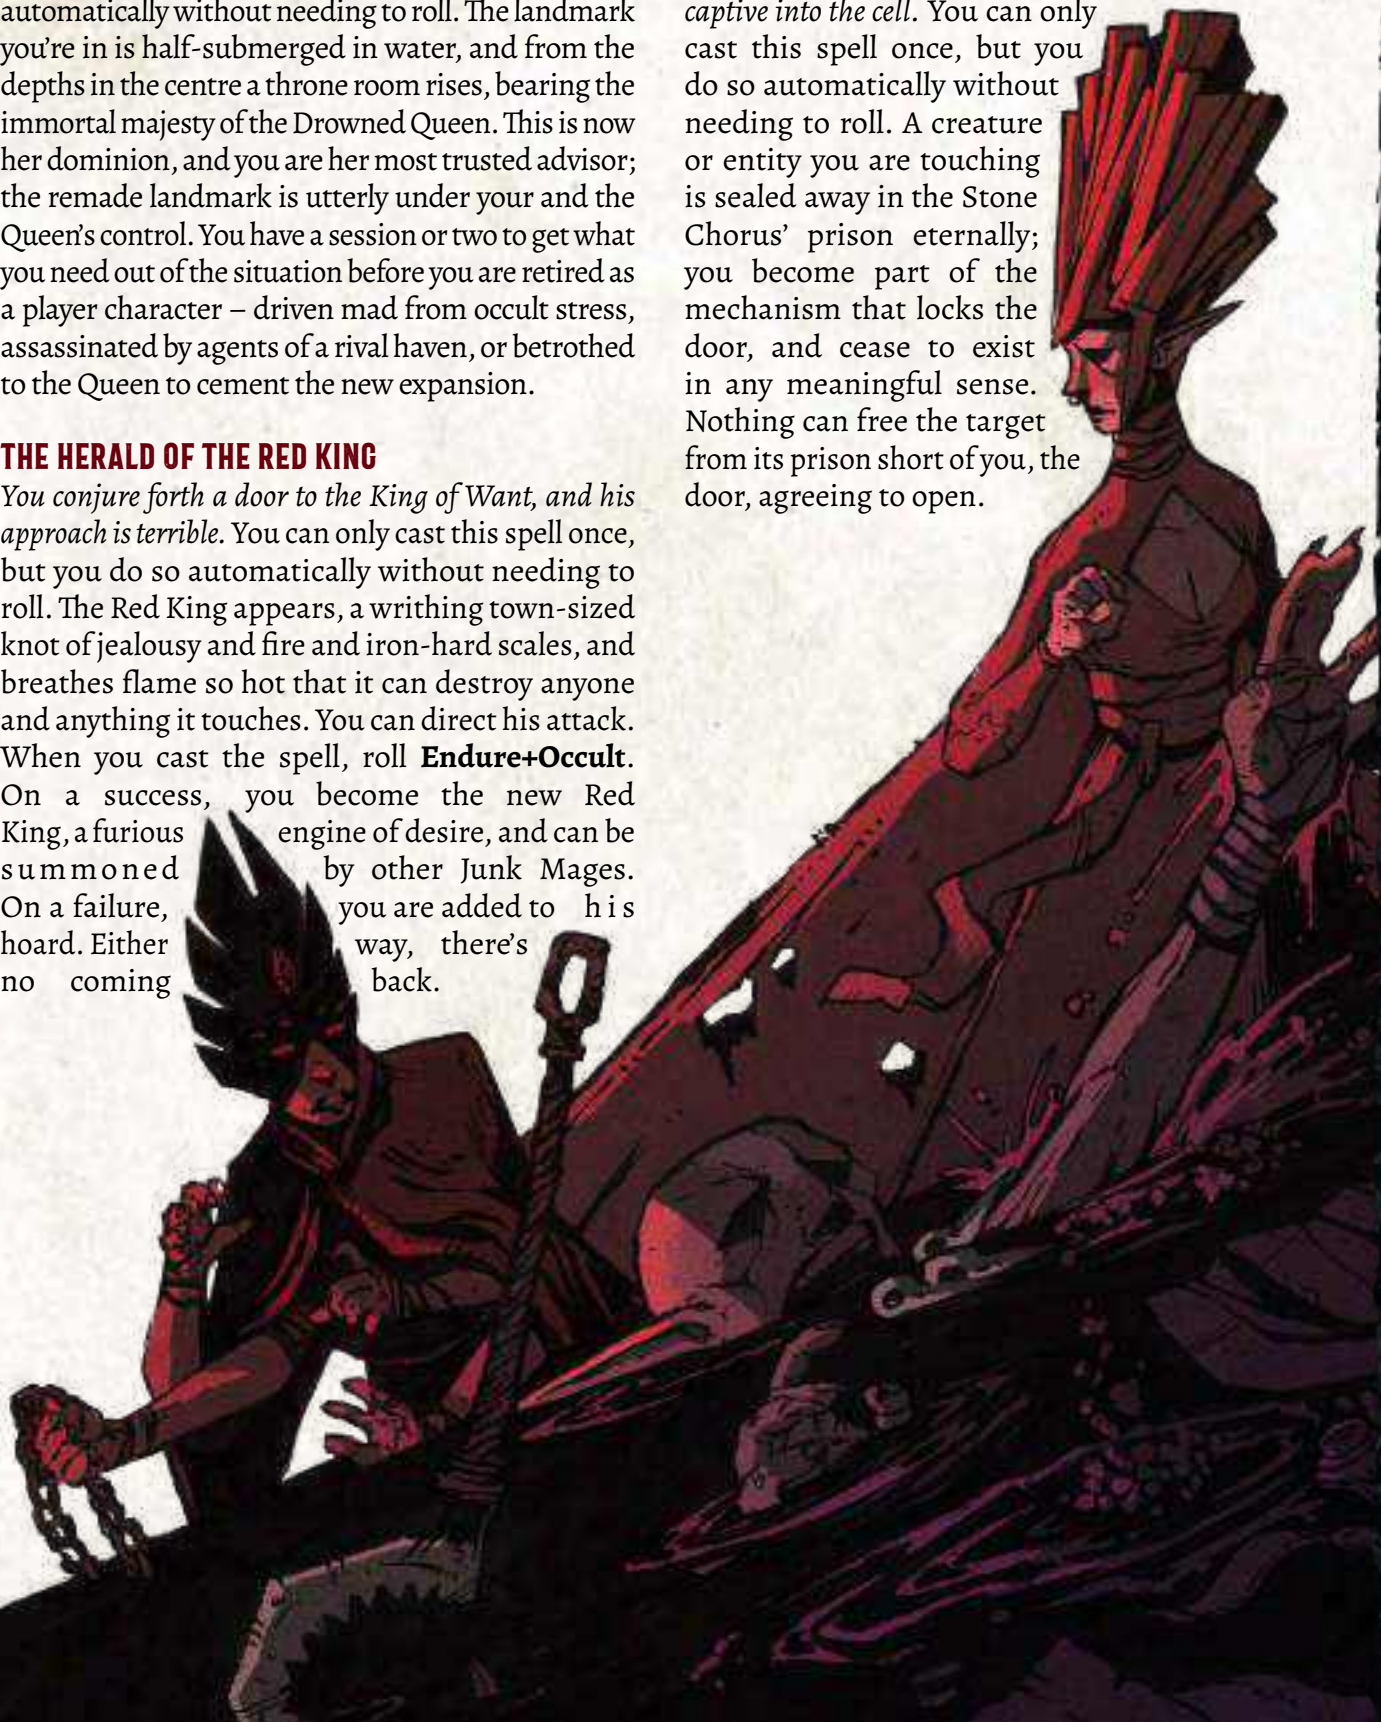 automatically without needing to roll. The landmark
you're in is half-submerged in water, and from the
depths in the centre a throne room rises, bearing the
immortal majesty of the Drowned Queen. This is now
her dominion, and you are her most trusted advisor;
the remade landmark is utterly under your and the
Queen's control. You have a session or two to get what
you need out of the situation before you are retired as
a player character – driven mad from occult stress,
assassinated by agents of a rival haven, or betrothed
to the Queen to cement the new expansion.
THE HERALD OF THE RED KING
You conjure forth a door to the King of Want, and his
approach is terrible. You can only cast this spell once,
but you do so automatically without needing to
roll. The Red King appears, a writhing town-sized
knot of jealousy and fire and iron-hard scales, and
breathes flame so hot that it can destroy anyone
and anything it touches. You can direct his attack.
When you cast the spell, roll Endure+Occult.
On a success, you become the new Red
King, a furious engine of desire, and can be
summoned by other Junk Mages.
On a failure, you are added to his
hoard. Either way, there's
no coming back.
captive into the cell. You can only
cast this spell once, but you
do so automatically without
needing to roll. A creature
or entity you are touching
is sealed away in the Stone
Chorus' prison eternally;
you become part of the
mechanism that locks the
door, and cease to exist
in any meaningful sense.
Nothing can free the target
from its prison short of you, the
door, agreeing to open.